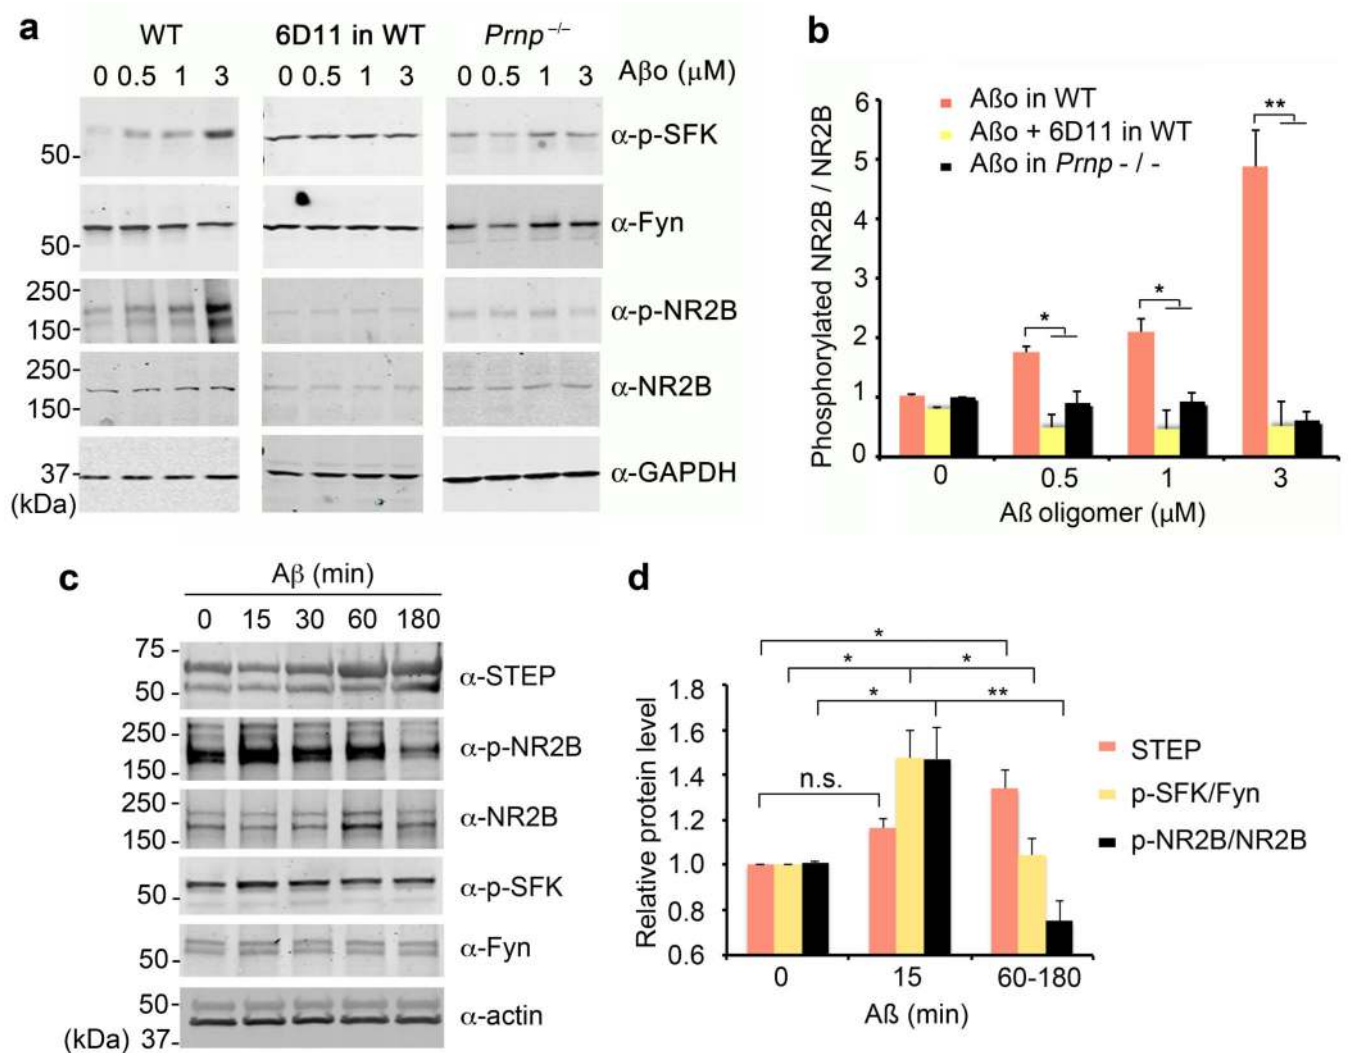 a
WT 6D11 in WT Prnp –/–
0 0.5 1 3 0 0.5 1 3 0 0.5 1 3 Aβo (μM)
50- α-p-SFK
50- α-Fyn
250- 150- α-p-NR2B
250- 150- α-NR2B
37- α-GAPDH
(kDa)
b
Phosphorylated NR2B / NR2B
6
5
4
3
2
1
0
Aßo in WT
Aßo + 6D11 in WT
Aßo in Prnp - / -
* * **
0 0.5 1 3
Aß oligomer (μM)
c
Aβ (min)
0 15 30 60 180
75 - 50 - α-STEP
250 - 150 - α-p-NR2B
250 - 150 - α-NR2B
50 - α-p-SFK
50 - α-Fyn
50- 37- α-actin
(kDa)
d
Relative protein level
1.8
1.6
1.4
1.2
1.0
0.8
0.6
*
* *
* **
n.s.
STEP
p-SFK/Fyn
p-NR2B/NR2B
0 15 60-180
Aß (min)